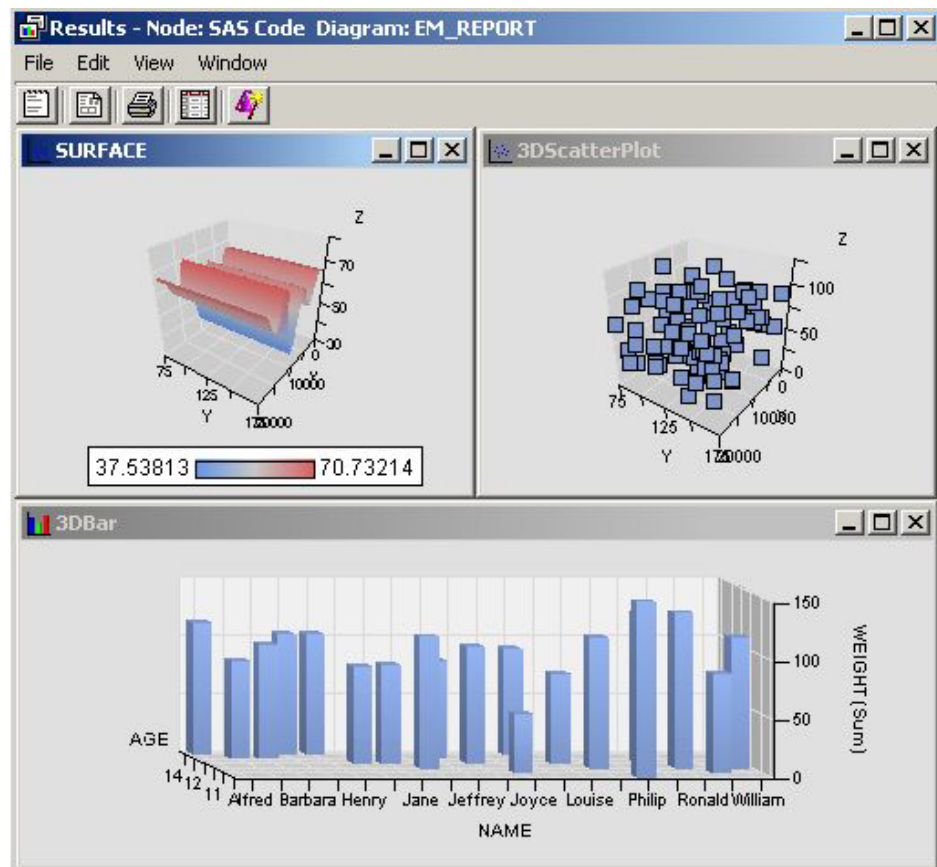 Results - Node: SAS Code Diagram: EM_REPORT
File Edit View Window
SURFACE
Z
70
50
30
0
10000
75
125
Y
37.53813 70.73214
3DScatterPlot
Z
100
50
0
0
75
125
Y
3DBar
150
100
50
0
WEIGHT (Sum)
AGE
14 12 11
Alfred Barbara Henry Jane Jeffrey Joyce Louise Philip Ronald William
NAME